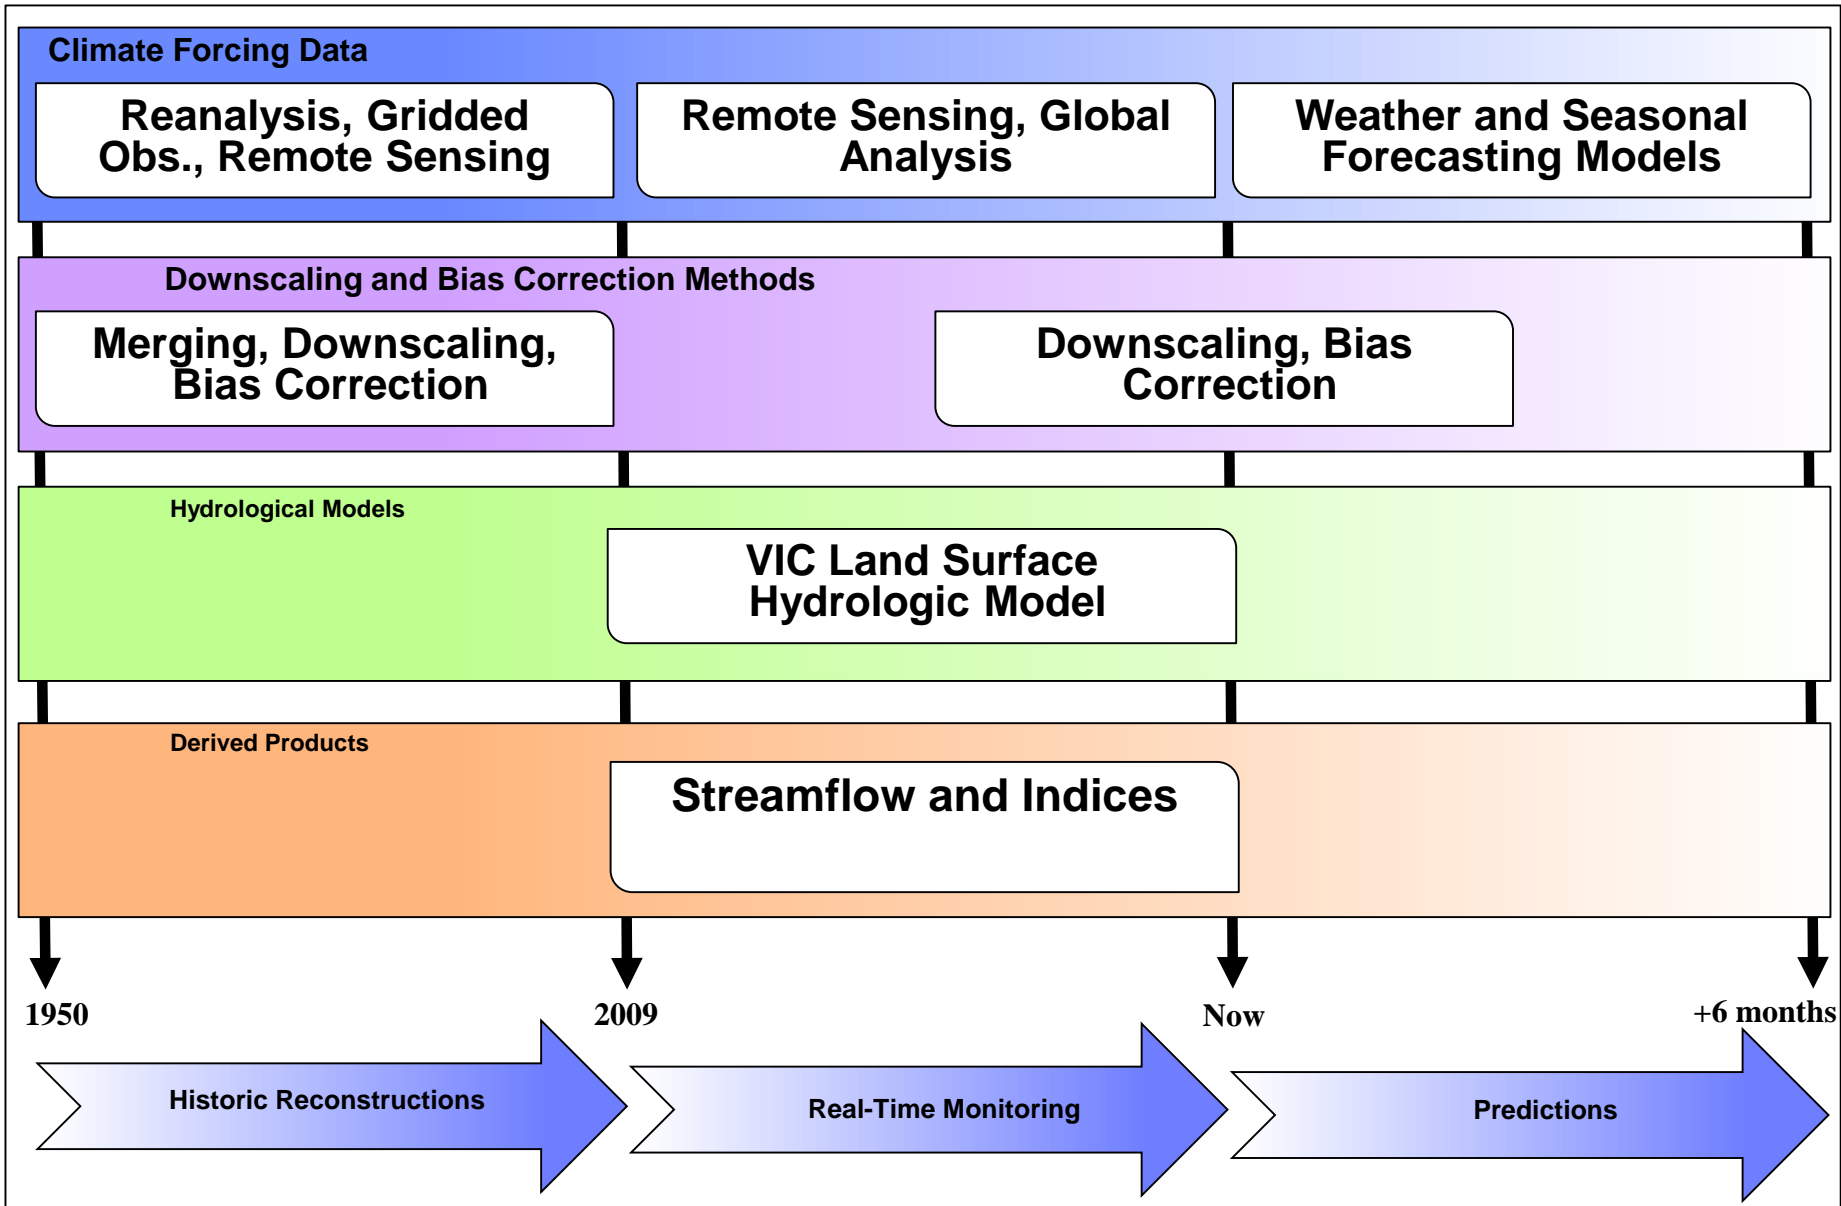 Climate Forcing Data
Reanalysis, Gridded
Obs., Remote Sensing
Remote Sensing, Global
Analysis
Weather and Seasonal
Forecasting Models
Downscaling and Bias Correction Methods
Merging, Downscaling,
Bias Correction
Downscaling, Bias
Correction
Hydrological Models
VIC Land Surface
Hydrologic Model
Derived Products
Streamflow and Indices
1950
2009
Now
+6 months
Historic Reconstructions
Real-Time Monitoring
Predictions